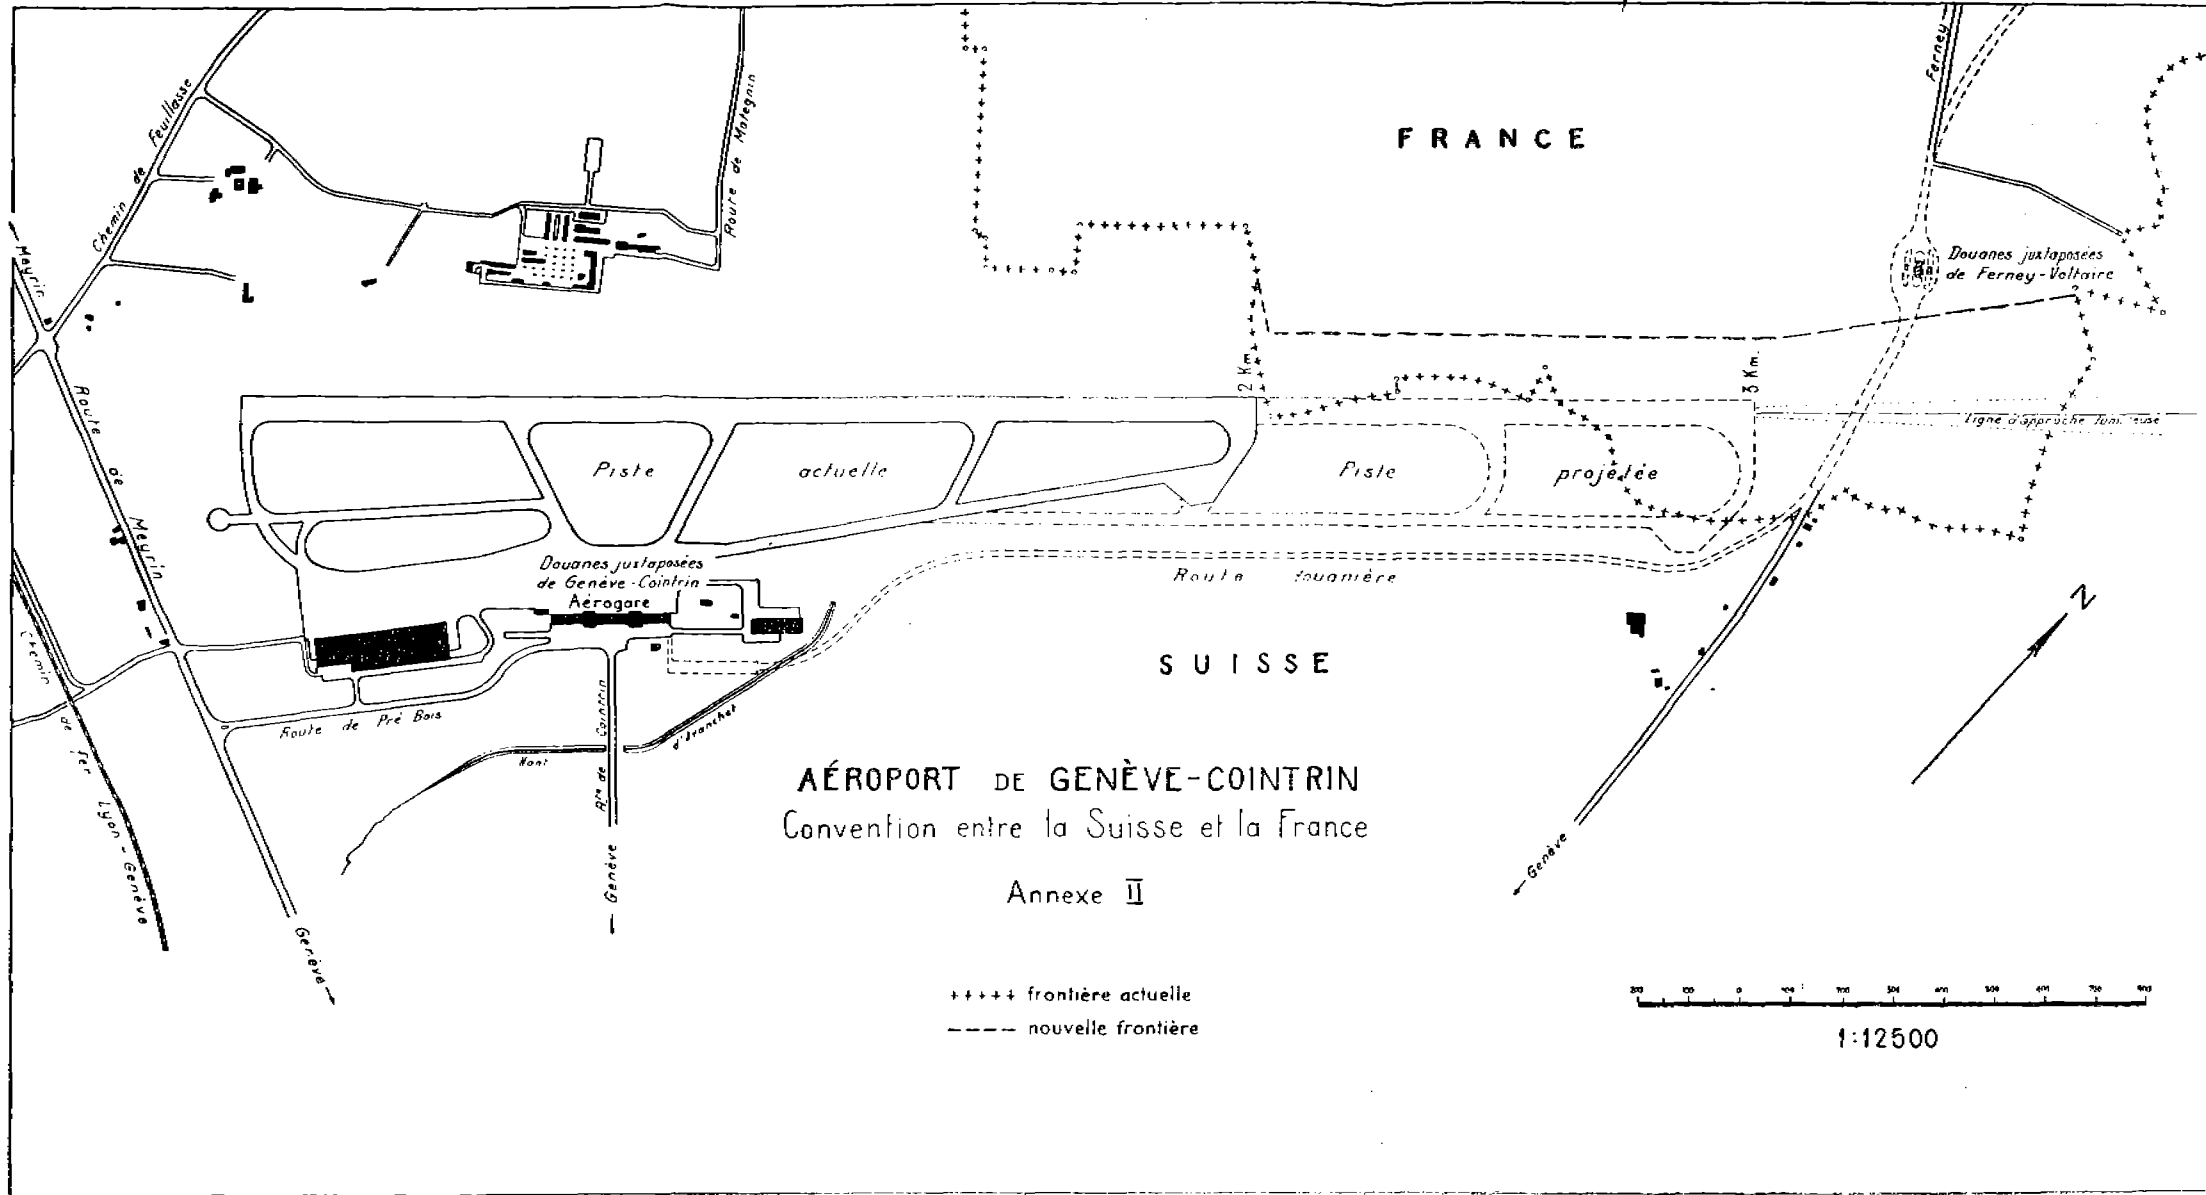 Chemin de Feuillasse
Route de Mategnin
FRANCE
Ferney
Meyrin
Douanes juxtaposées
de Ferney-Voltaire
2 Km
3 Km
Route de Meyrin
Piste actuelle
Piste projetée
Ligne d'approche
Douanes juxtaposées
de Genève-Cointrin
Aérogare
Route douanière
N
SUISSE
Chemin de fer Lyon-Genève
Route de Pré Bois
Rte de Cointrin
Nant d'Avanchet
Genève
Genève
Genève
AÉROPORT DE GENÈVE-COINTRIN
Convention entre la Suisse et la France
Annexe II
+++++ frontière actuelle
---- nouvelle frontière
1:12500